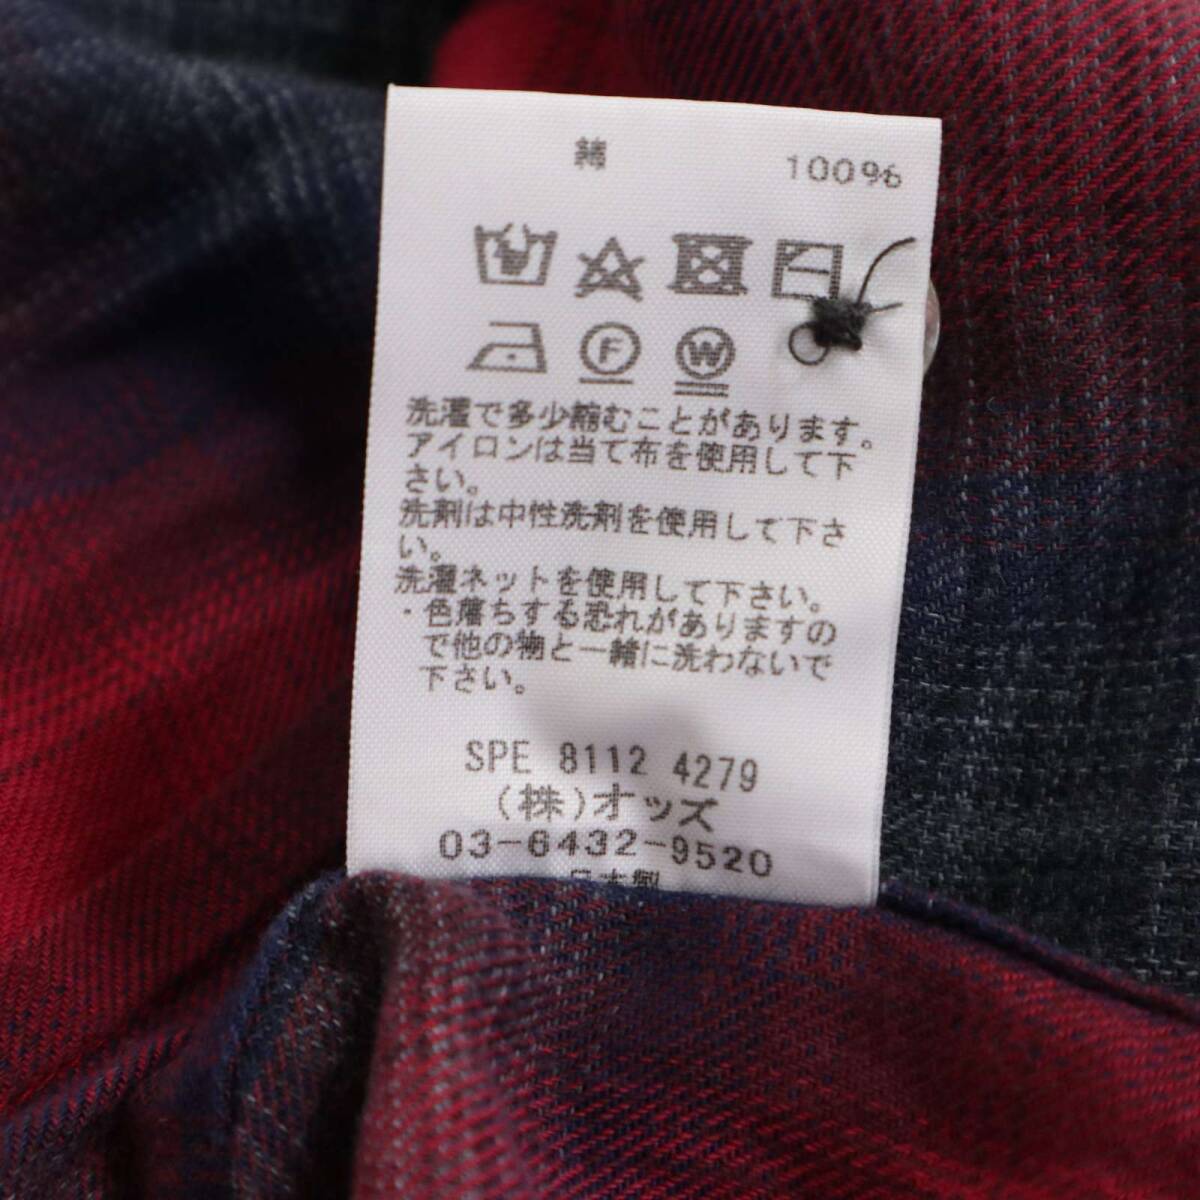 綿 100%
F W
洗濯で多少縮むことがあります。
アイロンは当て布を使用して下
さい。
洗剤は中性洗剤を使用して下さ
い。
洗濯ネットを使用して下さい。
・色落ちする恐れがありますの
で他の物と一緒に洗わないで
下さい。
SPE 8112 4279
(株)オッズ
03-6432-9520
日本製